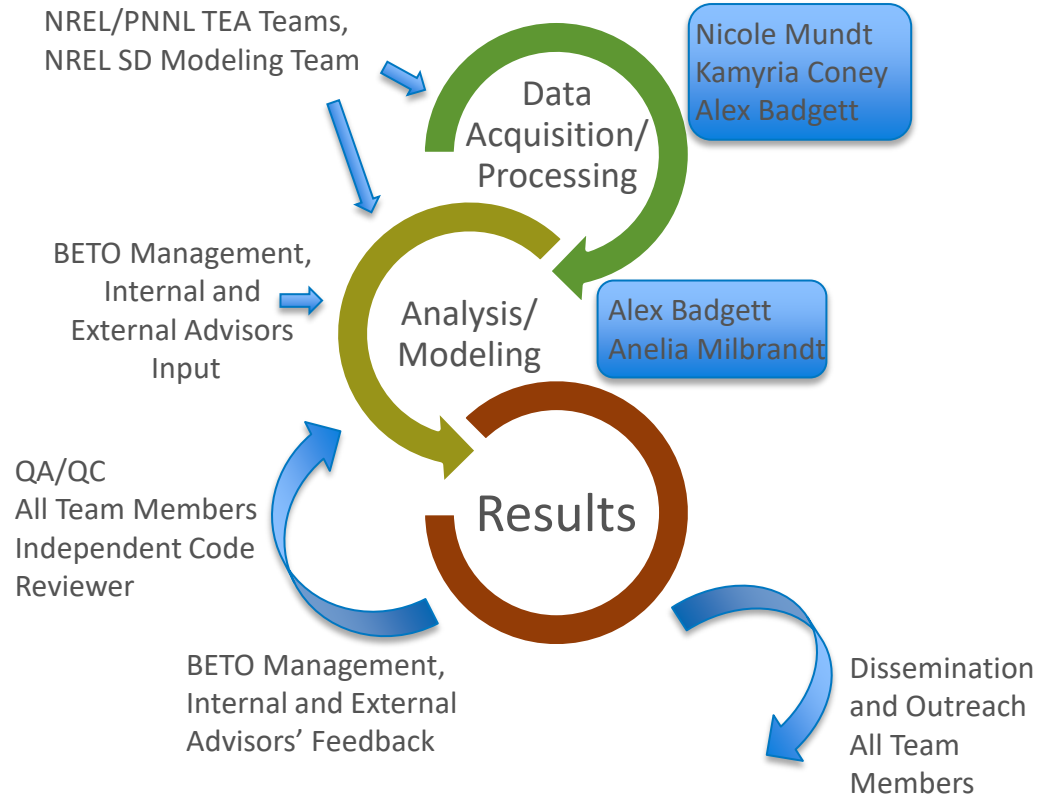 NREL/PNNL TEA Teams,
NREL SD Modeling Team
Data
Acquisition/
Processing
Nicole Mundt
Kamyria Coney
Alex Badgett
BETO Management,
Internal and
External Advisors
Input
Analysis/
Modeling
Alex Badgett
Anelia Milbrandt
QA/QC
All Team Members
Independent Code
Reviewer
Results
BETO Management,
Internal and External
Advisors’ Feedback
Dissemination
and Outreach
All Team
Members